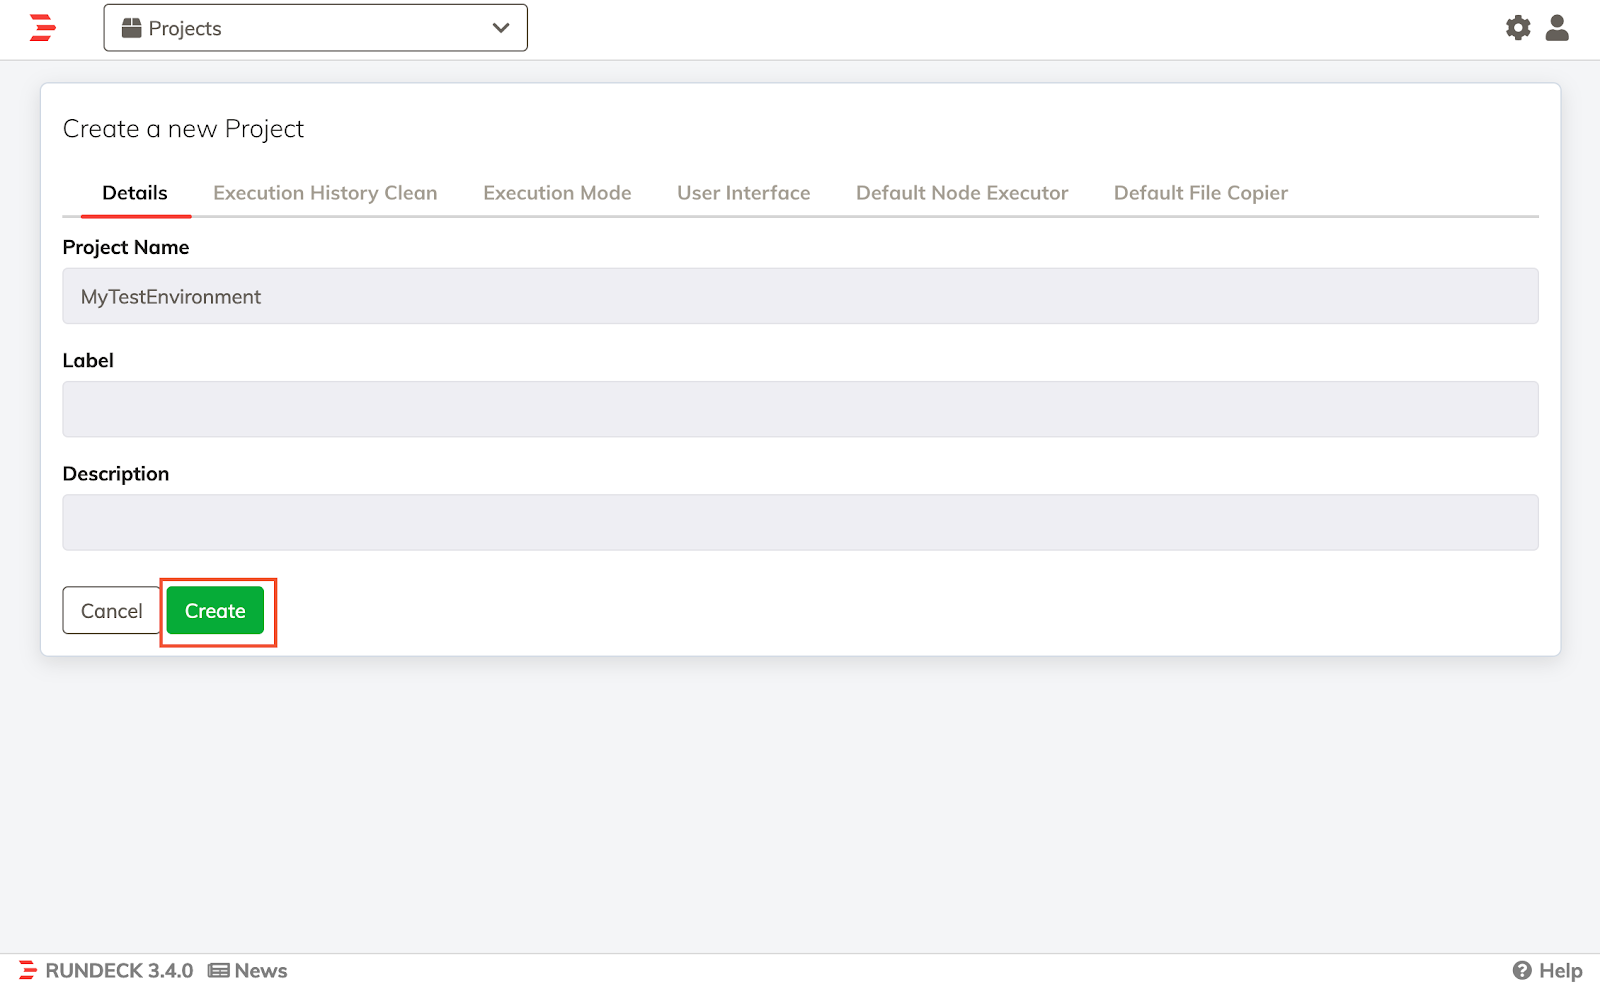 Projects
Create a new Project
Details Execution History Clean Execution Mode User Interface Default Node Executor Default File Copier
Project Name
MyTestEnvironment
Label
Description
Cancel Create
RUNDECK 3.4.0 News Help